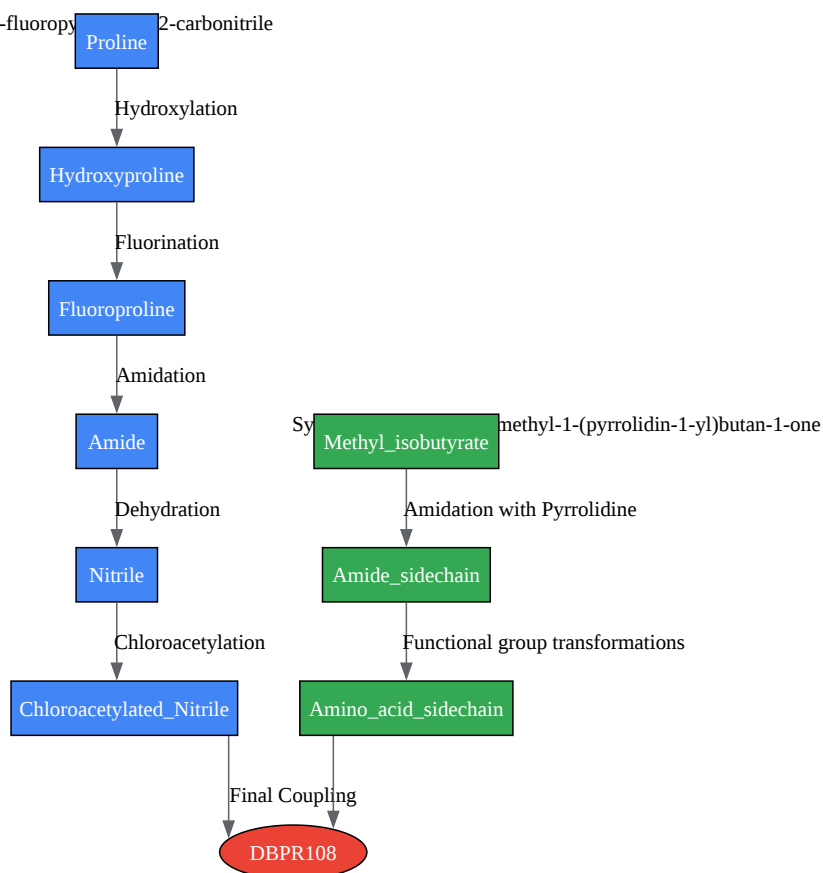 -fluoropy
2-carbonitrile
Proline
Hydroxylation
Hydroxyproline
Fluorination
Fluoroproline
Amidation
Amide
Sy
methyl-1-(pyrrolidin-1-yl)butan-1-one
Methyl_isobutyrate
Dehydration
Amidation with Pyrrolidine
Nitrile
Amide_sidechain
Chloroacetylation
Functional group transformations
Chloroacetylated_Nitrile
Amino_acid_sidechain
Final Coupling
DBPR108